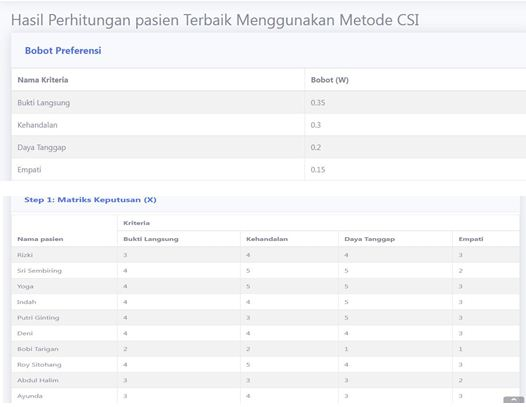 Hasil Perhitungan pasien Terbaik Menggunakan Metode CSI
Bobot Preferensi
Nama Kriteria Bobot (W)
Bukti Langsung 0.35
Kehandalan 0.3
Daya Tanggap 0.2
Empati 0.15
Step 1: Matriks Keputusan (X)
Kriteria
Nama pasien Bukti Langsung Kehandalan Daya Tanggap Empati
Rizki 3 4 4 3
Sri Sembiring 4 5 5 2
Yoga 4 5 5 3
Indah 4 4 5 3
Putri Ginting 4 3 5 3
Deni 4 4 4 3
Bobi Tarigan 2 2 1 1
Roy Sitohang 4 5 4 3
Abdul Halim 3 3 3 2
Ayunda 3 4 3 3